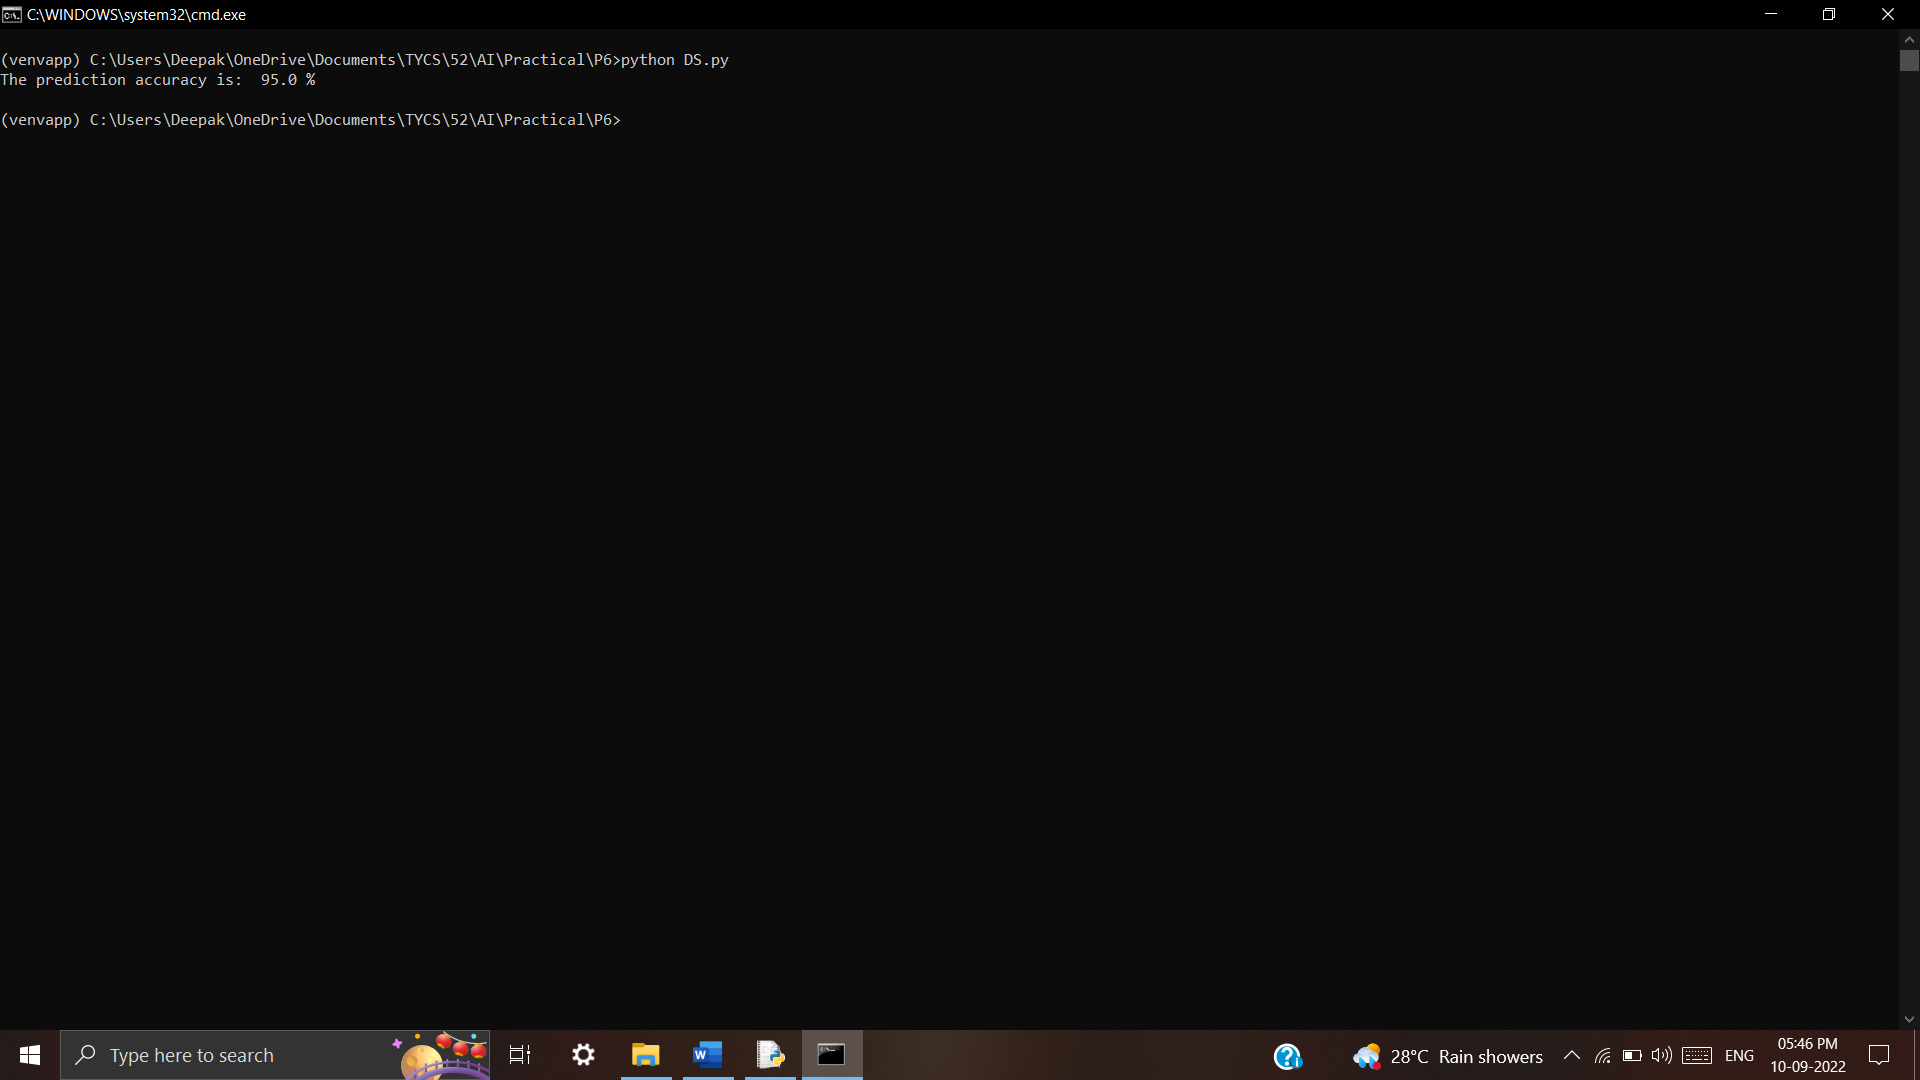 C:\WINDOWS\system32\cmd.exe
(venvapp) C:\Users\Deepak\OneDrive\Documents\TYCS\52\AI\Practical\P6>python DS.py
The prediction accuracy is:  95.0 %
(venvapp) C:\Users\Deepak\OneDrive\Documents\TYCS\52\AI\Practical\P6>
Type here to search
28°C Rain showers
ENG
05:46 PM
10-09-2022